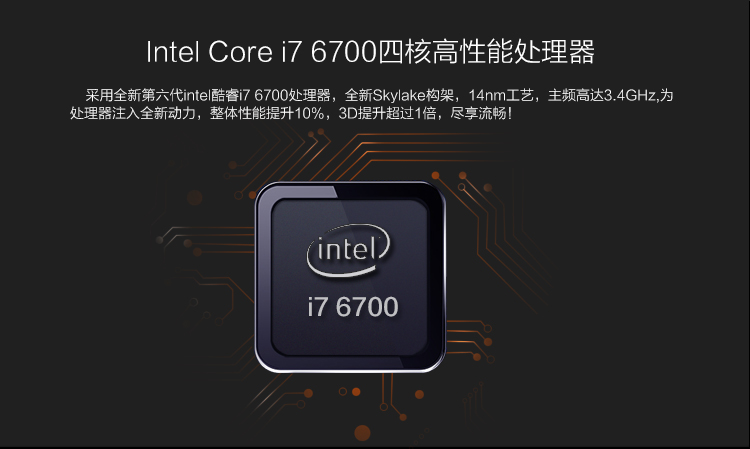 Intel Core i7 6700四核高性能处理器
采用全新第六代intel酷睿i7 6700处理器，全新Skylake构架，14nm工艺，主频高达3.4GHz,为
处理器注入全新动力，整体性能提升10%，3D提升超过1倍，尽享流畅！
intel
i7 6700